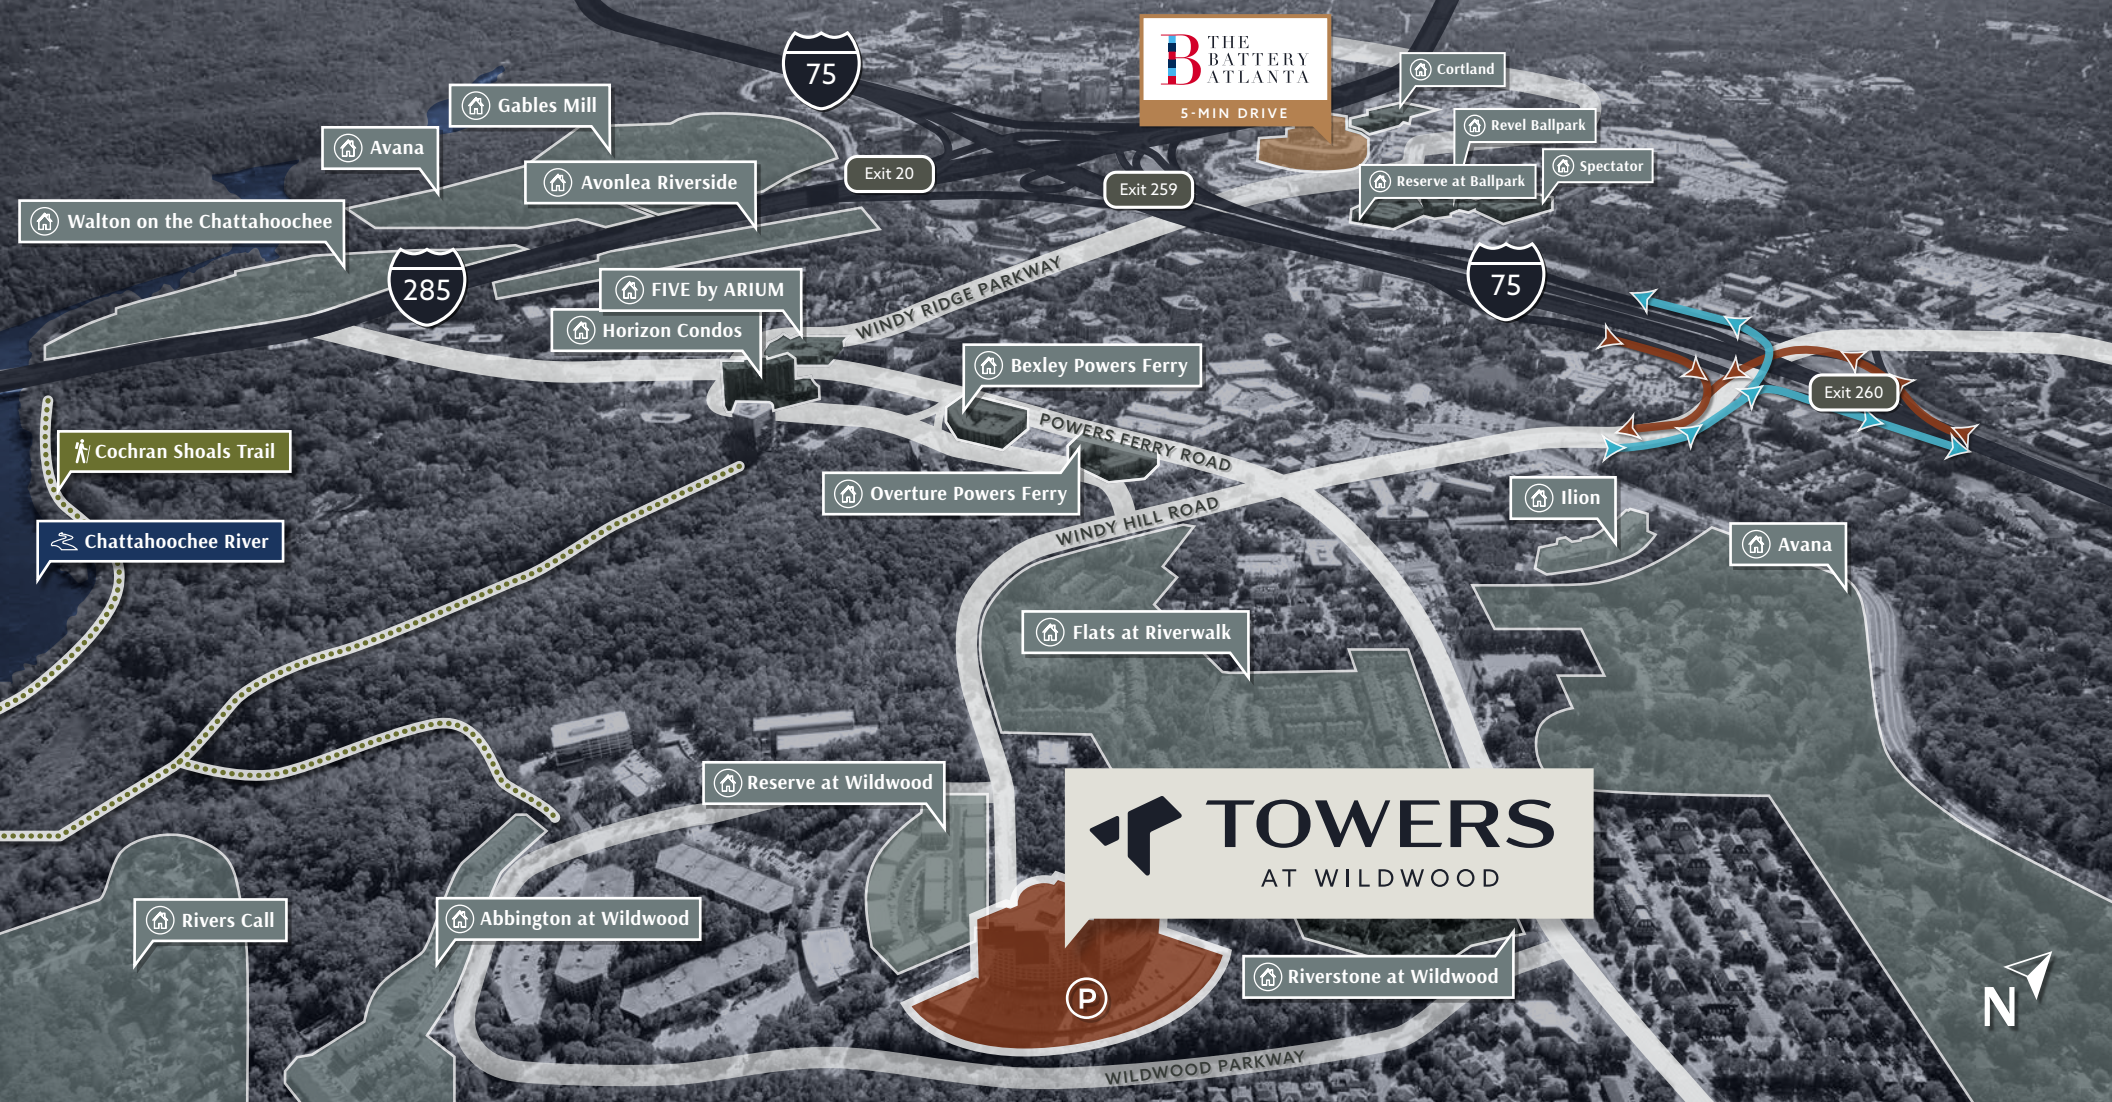 75
THE
BATTERY
ATLANTA
5-MIN DRIVE
Cortland
Gables Mill
Revel Ballpark
Avana
Spectator
Exit 20
Avonlea Riverside
Reserve at Ballpark
Exit 259
Walton on the Chattahoochee
285
FIVE by ARIUM
75
WINDY RIDGE PARKWAY
Horizon Condos
Bexley Powers Ferry
Exit 260
POWERS FERRY ROAD
Cochran Shoals Trail
Overture Powers Ferry
Ilion
WINDY HILL ROAD
Chattahoochee River
Avana
Flats at Riverwalk
Reserve at Wildwood
TOWERS
AT WILDWOOD
Rivers Call
Abbington at Wildwood
Riverstone at Wildwood
P
N
WILDWOOD PARKWAY